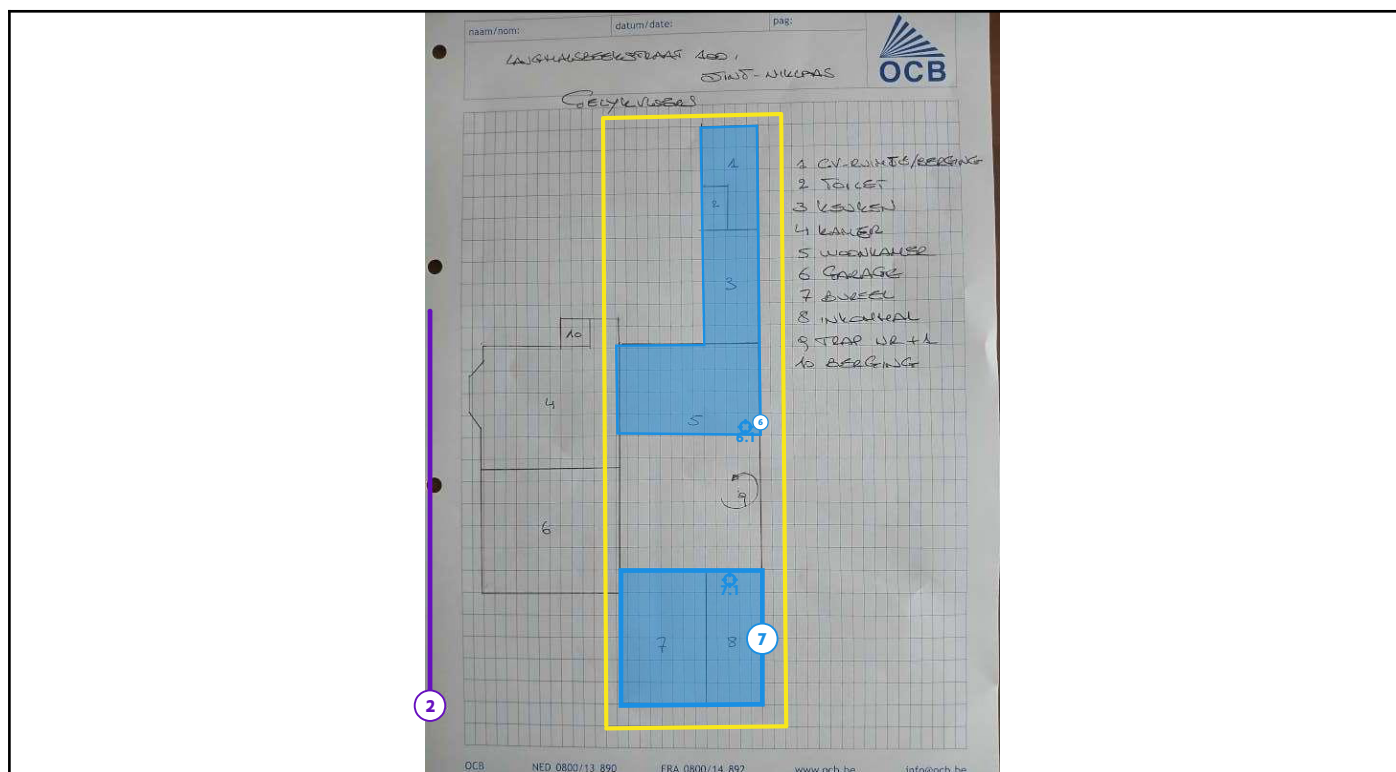 naam/nom:
datum/date:
pag:
OCB
LANGHALSBEEKSTRAAT 100,
SINT-NIKLAAS
GELYKVLOERS
1
2
3
10
4
5
6
6.1
9
6
7.1
7
8
7
2
1 CV-RUIMTE/BERGING
2 TOILET
3 KEUKEN
4 KAMER
5 WOONKAMER
6 GARAGE
7 BUREEL
8 INKOMHAL
9 TRAP NR +1
10 BERGING
OCB NED 0800/13 890 FRA 0800/14 892 www.ocb.be info@ocb.be